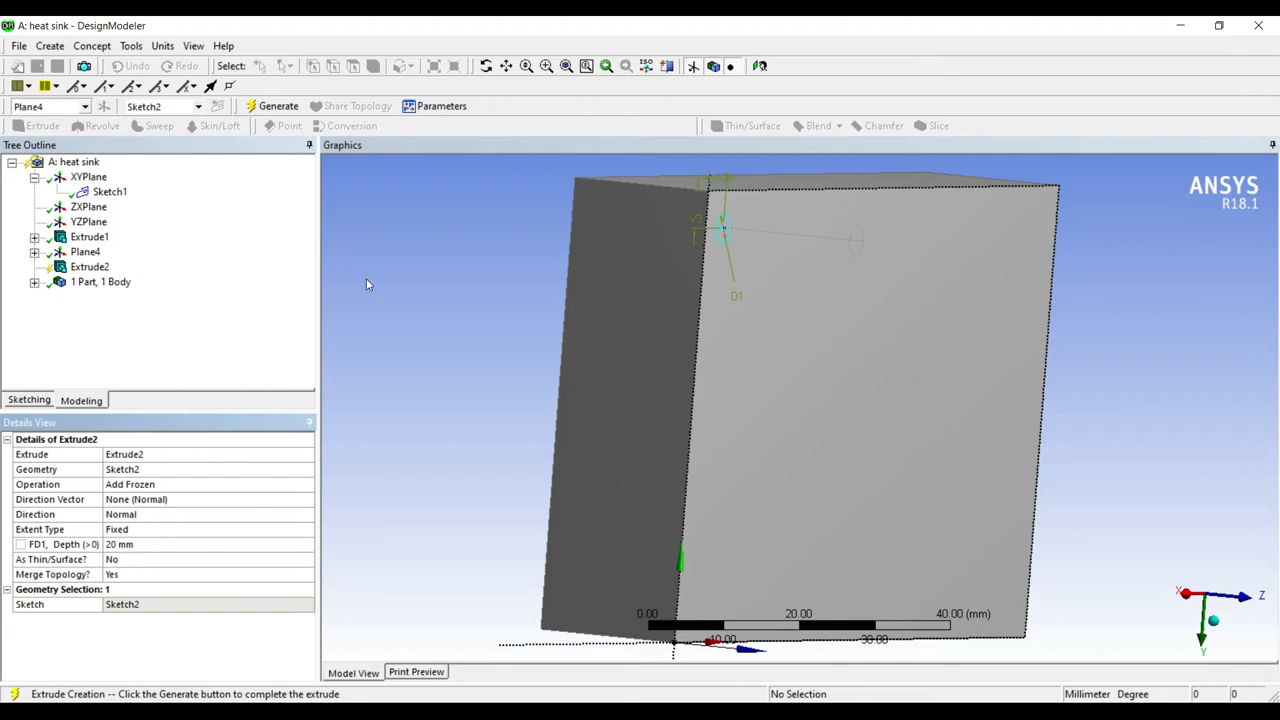 A: heat sink - DesignModeler
File Create Concept Tools Units View Help
Undo Redo Select: ISO
Plane4 Sketch2 Generate Share Topology Parameters
Extrude Revolve Sweep Skin/Loft Point Conversion Thin/Surface Blend Chamfer Slice
Tree Outline
A: heat sink
XYPlane
Sketch1
ZXPlane
YZPlane
Extrude1
Plane4
Extrude2
1 Part, 1 Body
Sketching Modeling
Details View
Details of Extrude2
Extrude Extrude2
Geometry Sketch2
Operation Add Frozen
Direction Vector None (Normal)
Direction Normal
Extent Type Fixed
FD1, Depth (>0) 20 mm
As Thin/Surface? No
Merge Topology? Yes
Geometry Selection: 1
Sketch Sketch2
Graphics
ANSYS
R18.1
V3
D1
0.00 20.00 40.00 (mm)
10.00 30.00
X Z
Y
Model View Print Preview
Extrude Creation -- Click the Generate button to complete the extrude No Selection Millimeter Degree 0 0